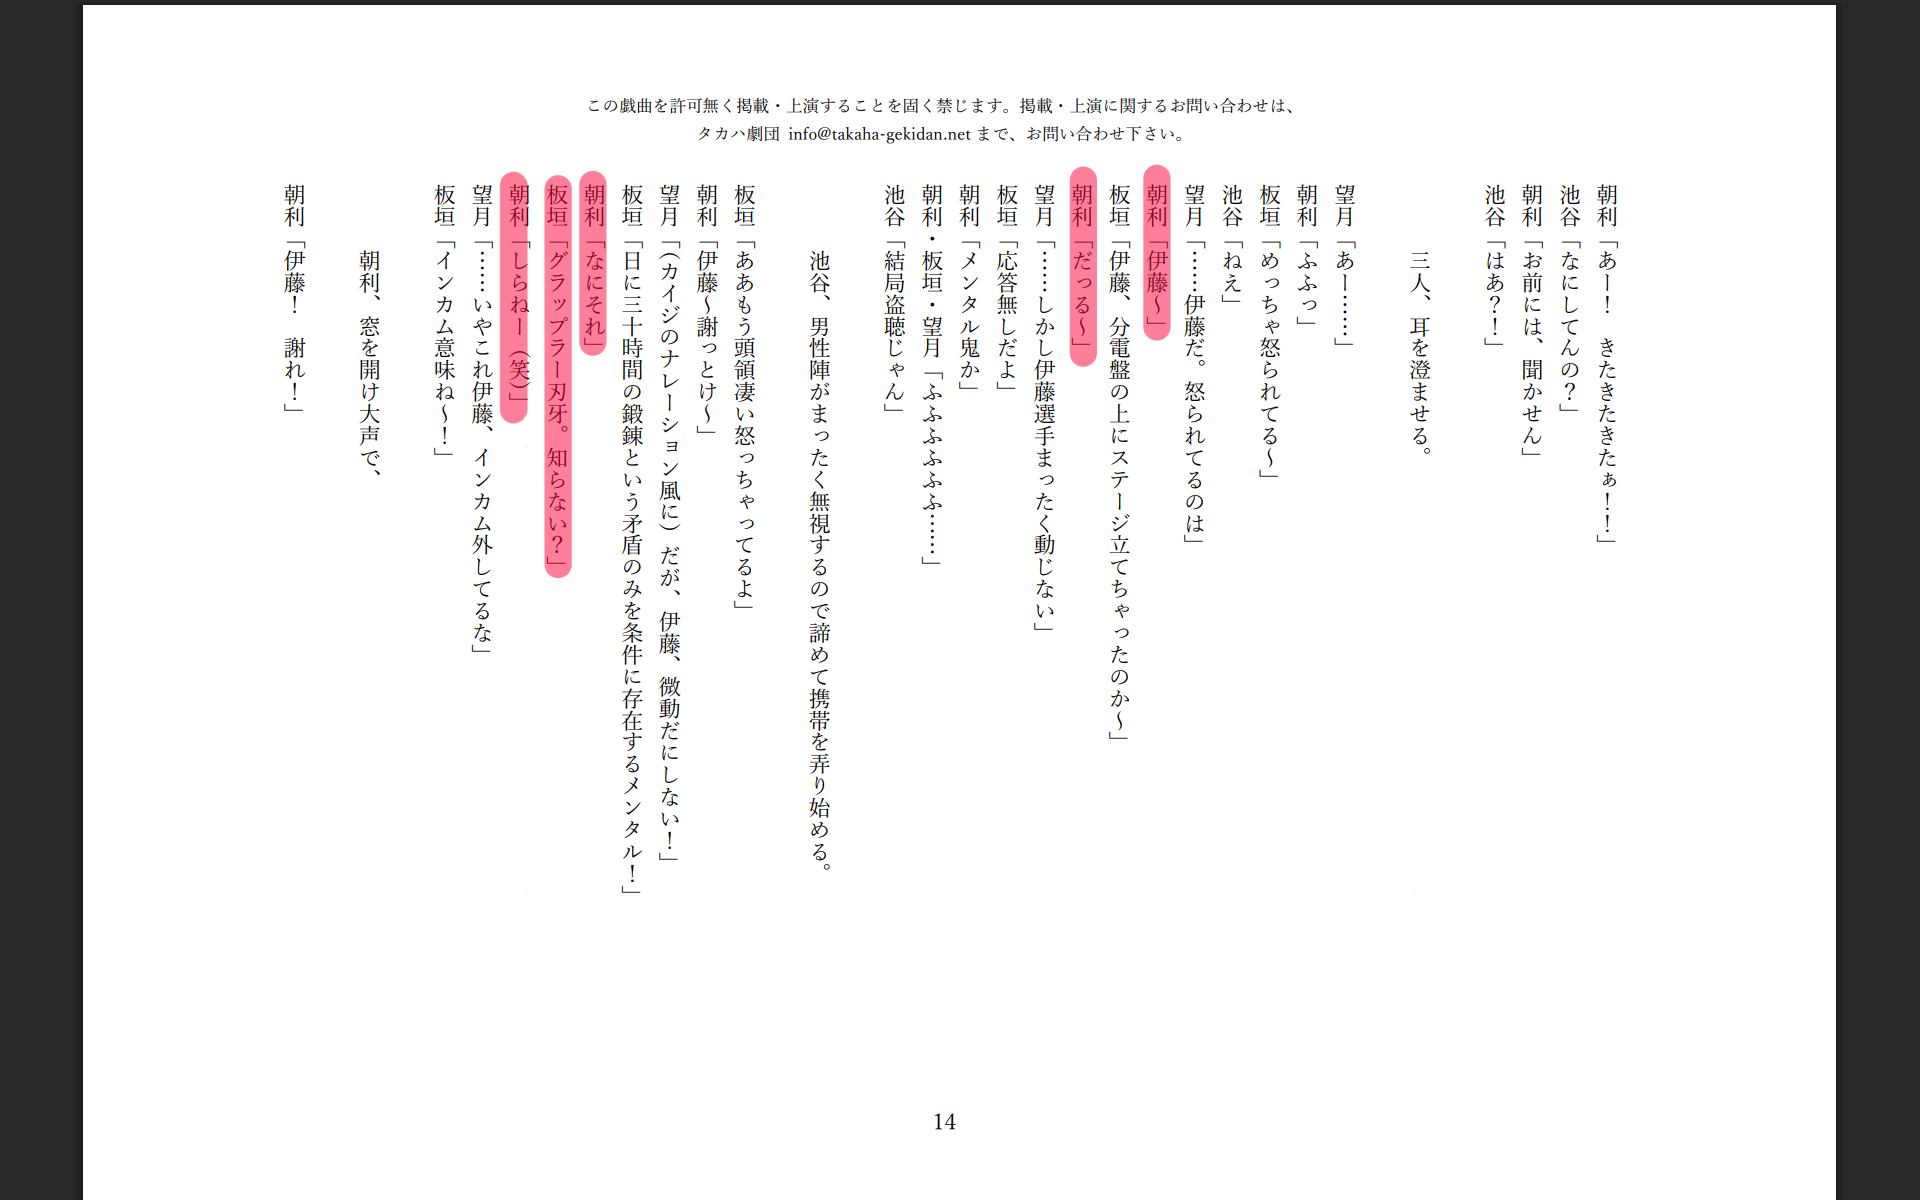 この戯曲を許可無く掲載・上演することを固く禁じます。掲載・上演に関するお問い合わせは、
タカハ劇団 info@takaha-gekidan.net まで、お問い合わせ下さい。
朝利「あー！　きたきたきたぁ！！」
池谷「なにしてんの？」
朝利「お前には、聞かせん」
池谷「はあ？！」
三人、耳を澄ませる。
望月「あー……」
朝利「ふふっ」
板垣「めっちゃ怒られてる～」
池谷「ねえ」
望月「……伊藤だ。怒られてるのは」
朝利「伊藤～」
板垣「伊藤、分電盤の上にステージ立てちゃったのか～」
朝利「だっる～」
望月「……しかし伊藤選手まったく動じない」
板垣「応答無しだよ」
朝利「メンタル鬼か」
朝利・板垣・望月「ふふふふふふ……」
池谷「結局盗聴じゃん」
池谷、男性陣がまったく無視するので諦めて携帯を弄り始める。
板垣「ああもう頭領凄い怒っちゃってるよ」
朝利「伊藤～謝っとけ～」
望月「（カイジのナレーション風に）だが、伊藤、微動だにしない！」
板垣「日に三十時間の鍛錬という矛盾のみを条件に存在するメンタル！」
朝利「なにそれ」
板垣「グラップラー刃牙。知らない？」
朝利「しらねー（笑）」
望月「……いやこれ伊藤、インカム外してるな」
板垣「インカム意味ね～！」
朝利、窓を開け大声で、
朝利「伊藤！　謝れ！」
14